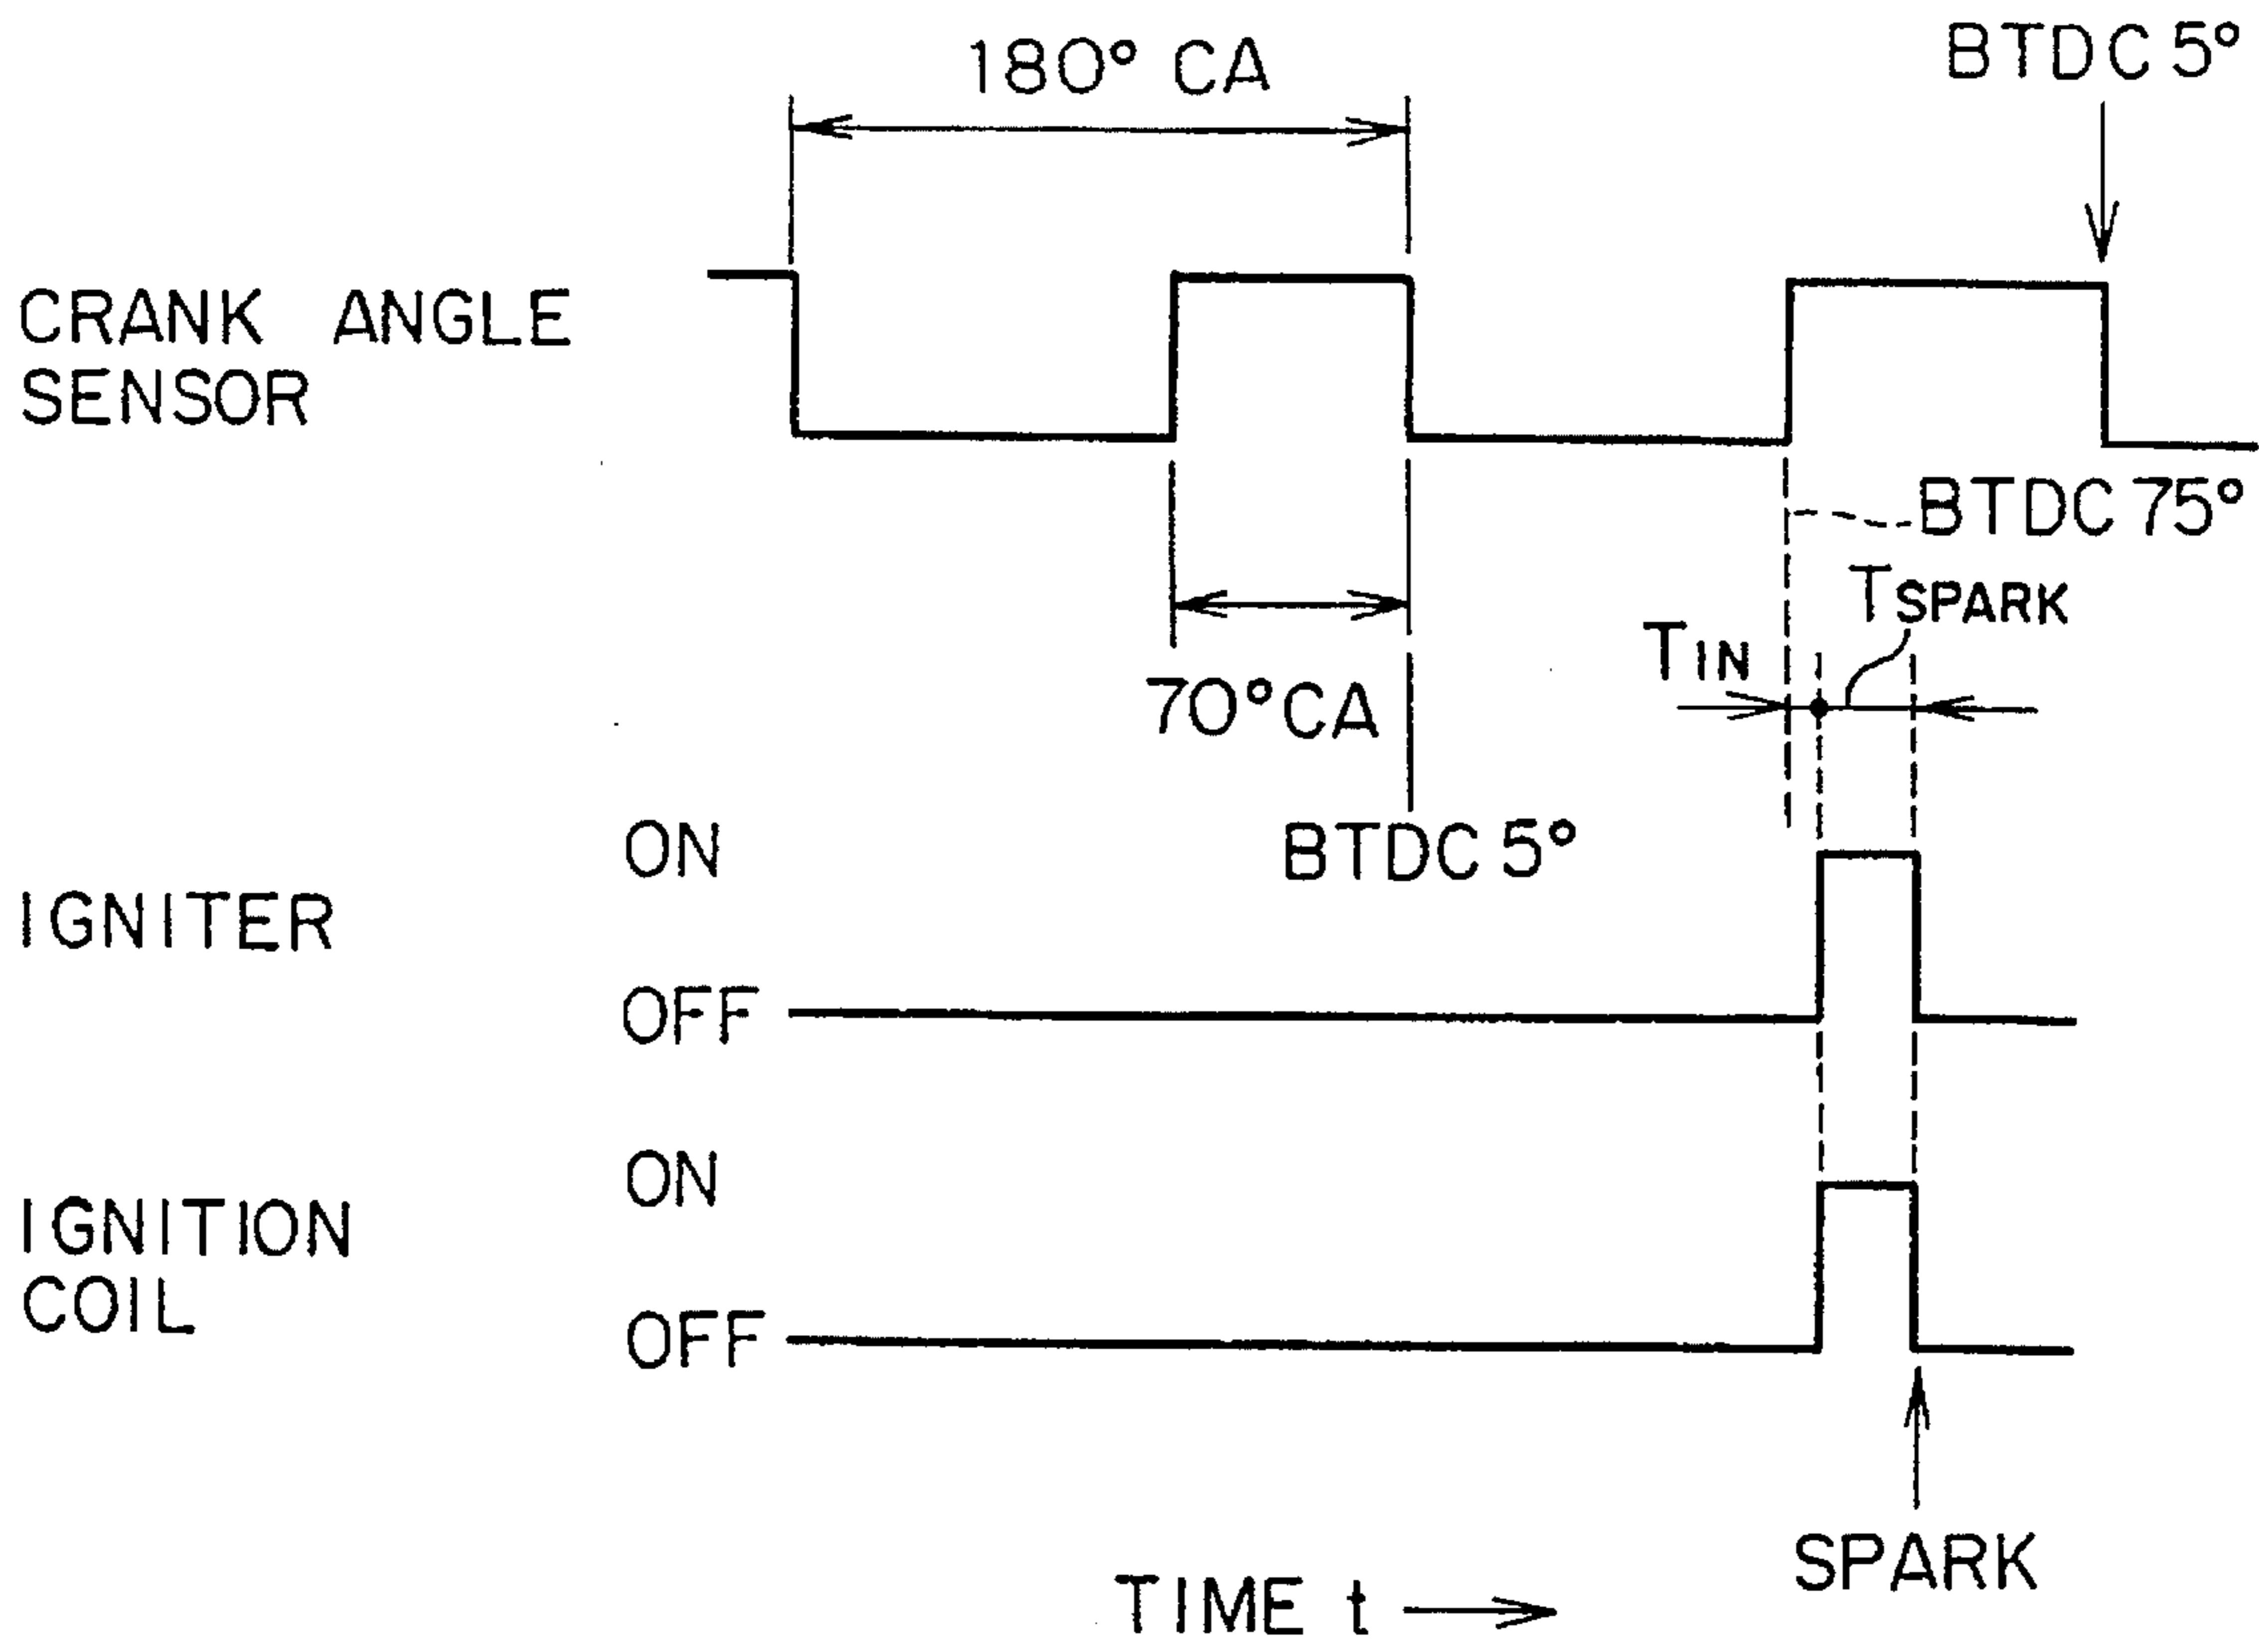 180° CA
BTDC 5°
CRANK ANGLE
SENSOR
BTDC 75°
TSPARK
TIN
70°CA
BTDC 5°
ON
IGNITER
OFF
ON
IGNITION
COIL
OFF
SPARK
TIME t